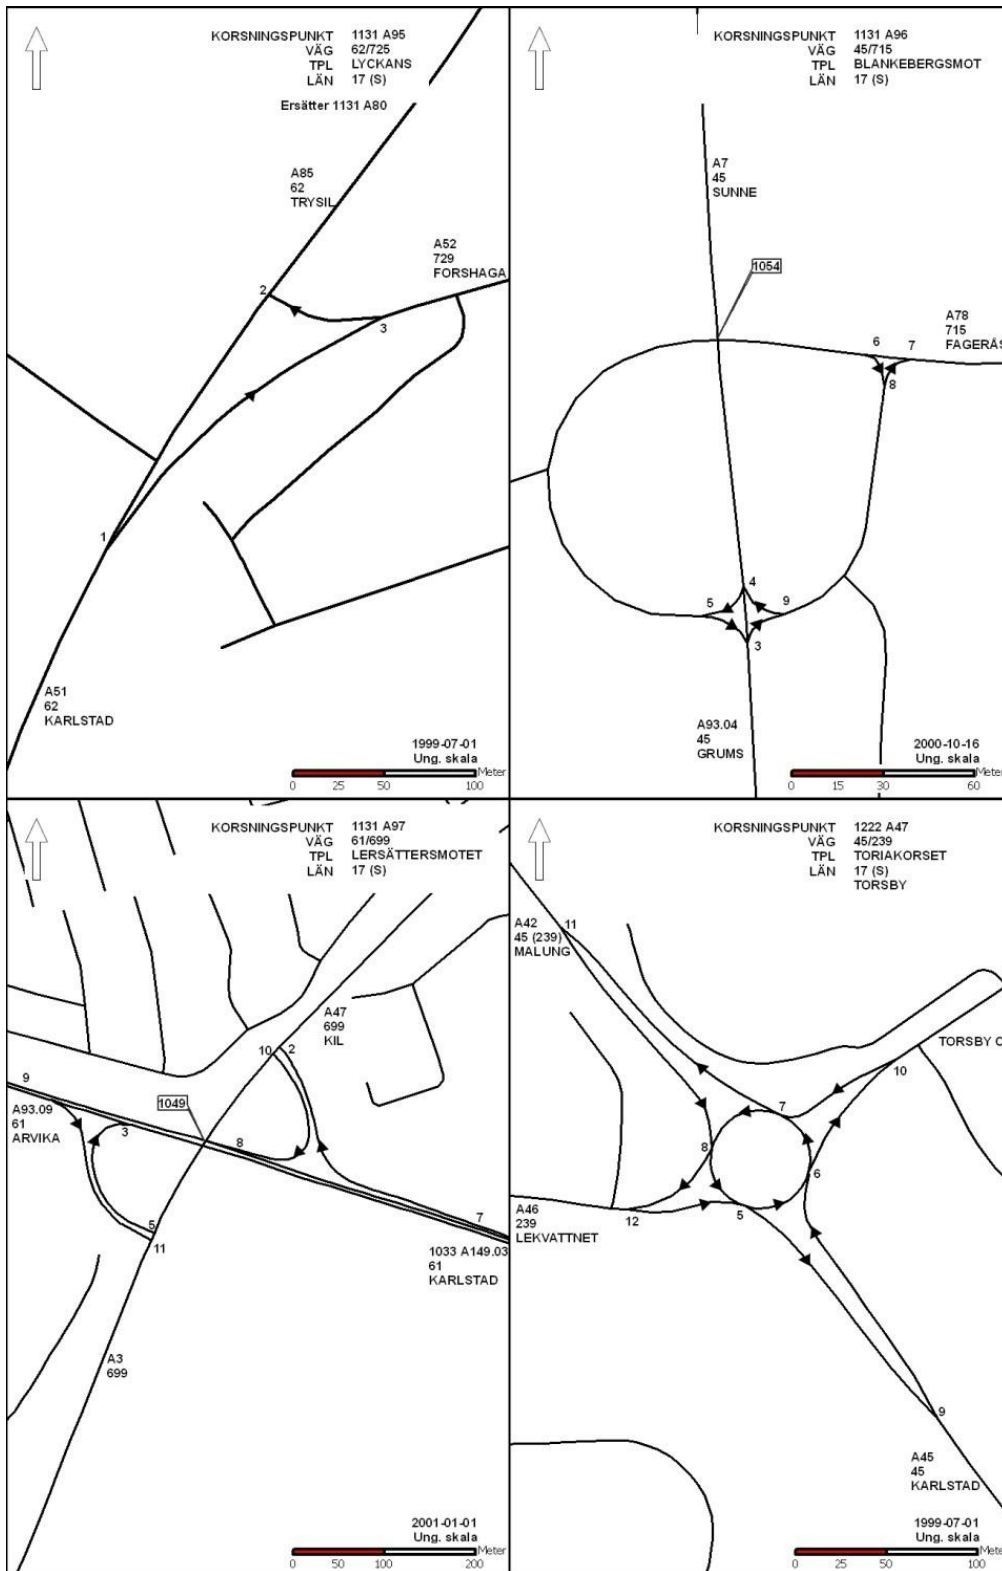 KORSNINGSPUNKT 1131 A95
VÄG 62/725
TPL LYCKANS
LÄN 17 (S)
Ersätter 1131 A80
A85
62
TRYSIL
A52
729
FORSHAGA
2
3
1
A51
62
KARLSTAD
1999-07-01
Ung. skala
Meter
0 25 50 100
KORSNINGSPUNKT 1131 A96
VÄG 45/715
TPL BLANKEBERGSMOT
LÄN 17 (S)
A7
45
SUNNE
1054
A78
715
FAGERÅS
6 7
8
4
5 9
3
A93.04
45
GRUMS
2000-10-16
Ung. skala
Meter
0 15 30 60
KORSNINGSPUNKT 1131 A97
VÄG 61/699
TPL LERSÄTTERSMOTET
LÄN 17 (S)
A47
699
KIL
10 2
9
A93.09
61
ARVIKA
1049
3
8
7
5
11
1033 A149.03
61
KARLSTAD
A3
699
2001-01-01
Ung. skala
Meter
0 50 100 200
KORSNINGSPUNKT 1222 A47
VÄG 45/239
TPL TORIAKORSET
LÄN 17 (S)
TORSBY
A42
45 (239)
MALUNG
11
TORSBY C
10
7
8
6
5
12
A46
239
LEKVATTNET
9
A45
45
KARLSTAD
1999-07-01
Ung. skala
Meter
0 25 50 100